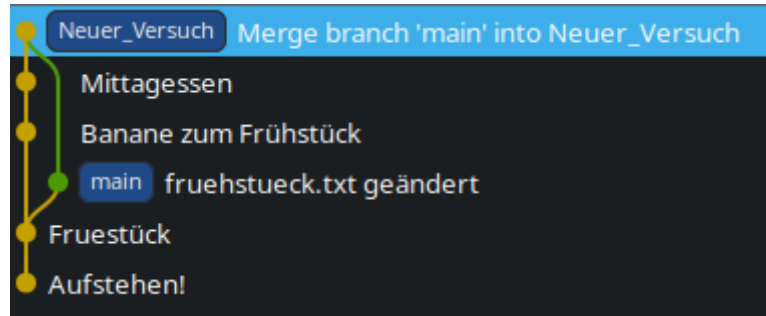 Neuer_Versuch Merge branch 'main' into Neuer_Versuch
Mittagessen
Banane zum Frühstück
main fruehstueck.txt geändert
Fruestück
Aufstehen!